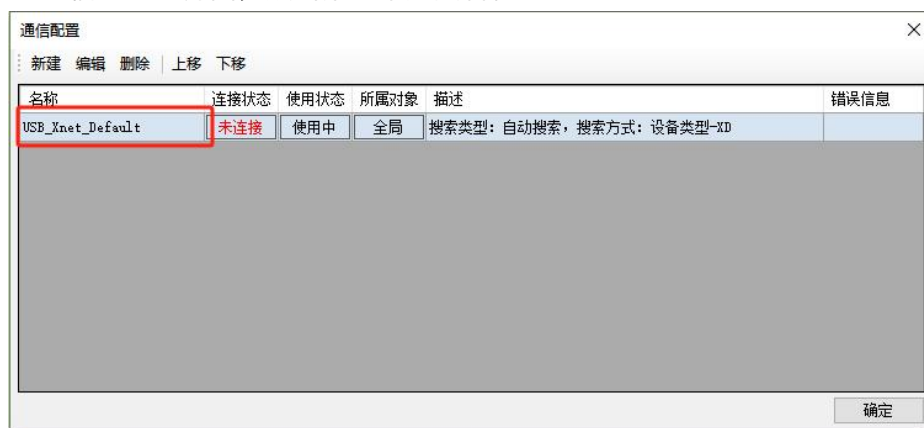 通信配置
新建 编辑 删除 上移 下移
名称 连接状态 使用状态 所属对象 描述 错误信息
USB_Xnet_Default 未连接 使用中 全局 搜索类型: 自动搜索, 搜索方式: 设备类型-XD
确定